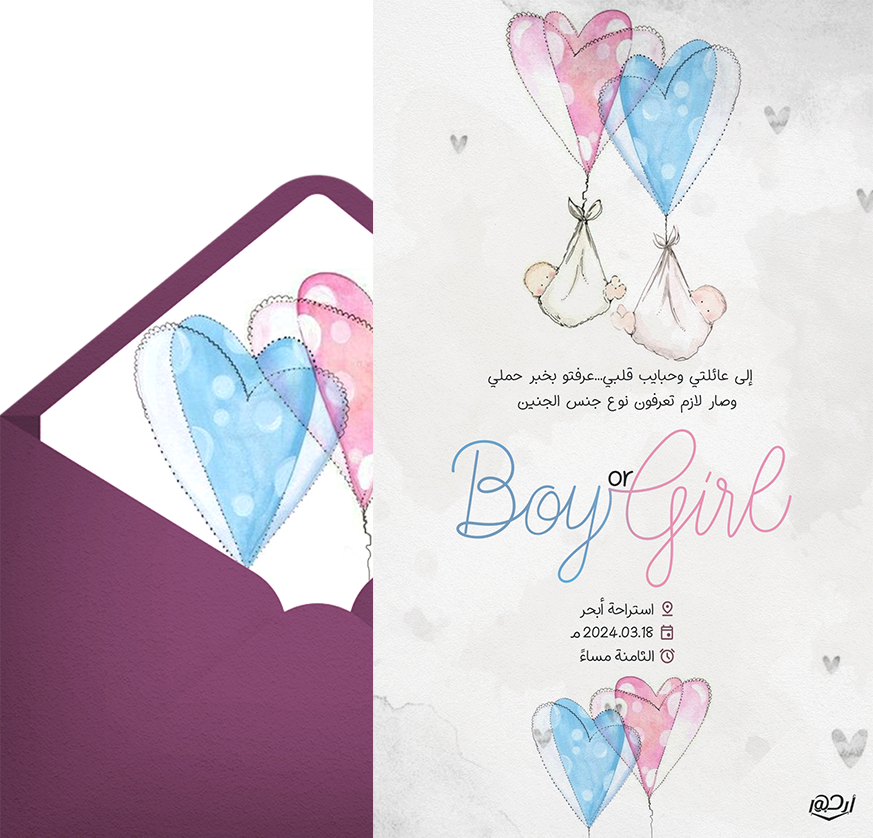 إلى عائلتي وحبايب قلبي...عرفتو بخبر حملي
وصار لازم تعرفون نوع جنس الجنين
Boy or Girl
استراحة أبحر
2024.03.18 مـ
الثامنة مساءً